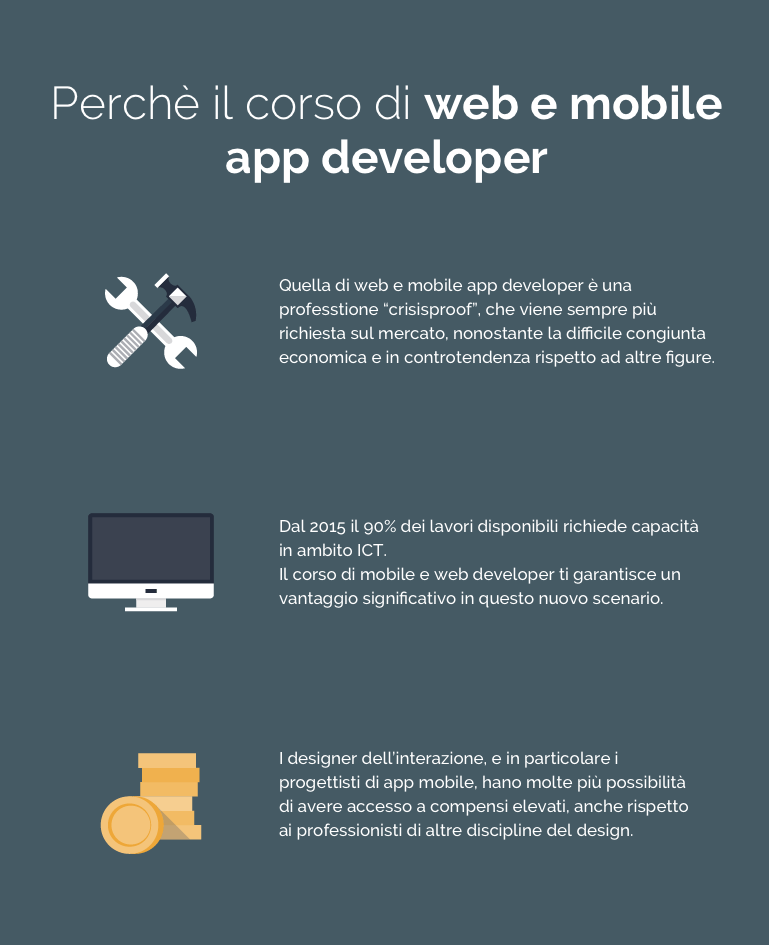 Perchè il corso di web e mobile
app developer
Quella di web e mobile app developer è una
professtione “crisisproof”, che viene sempre più
richiesta sul mercato, nonostante la difficile congiunta
economica e in controtendenza rispetto ad altre figure.
Dal 2015 il 90% dei lavori disponibili richiede capacità
in ambito ICT.
Il corso di mobile e web developer ti garantisce un
vantaggio significativo in questo nuovo scenario.
I designer dell’interazione, e in particolare i
progettisti di app mobile, hano molte più possibilità
di avere accesso a compensi elevati, anche rispetto
ai professionisti di altre discipline del design.